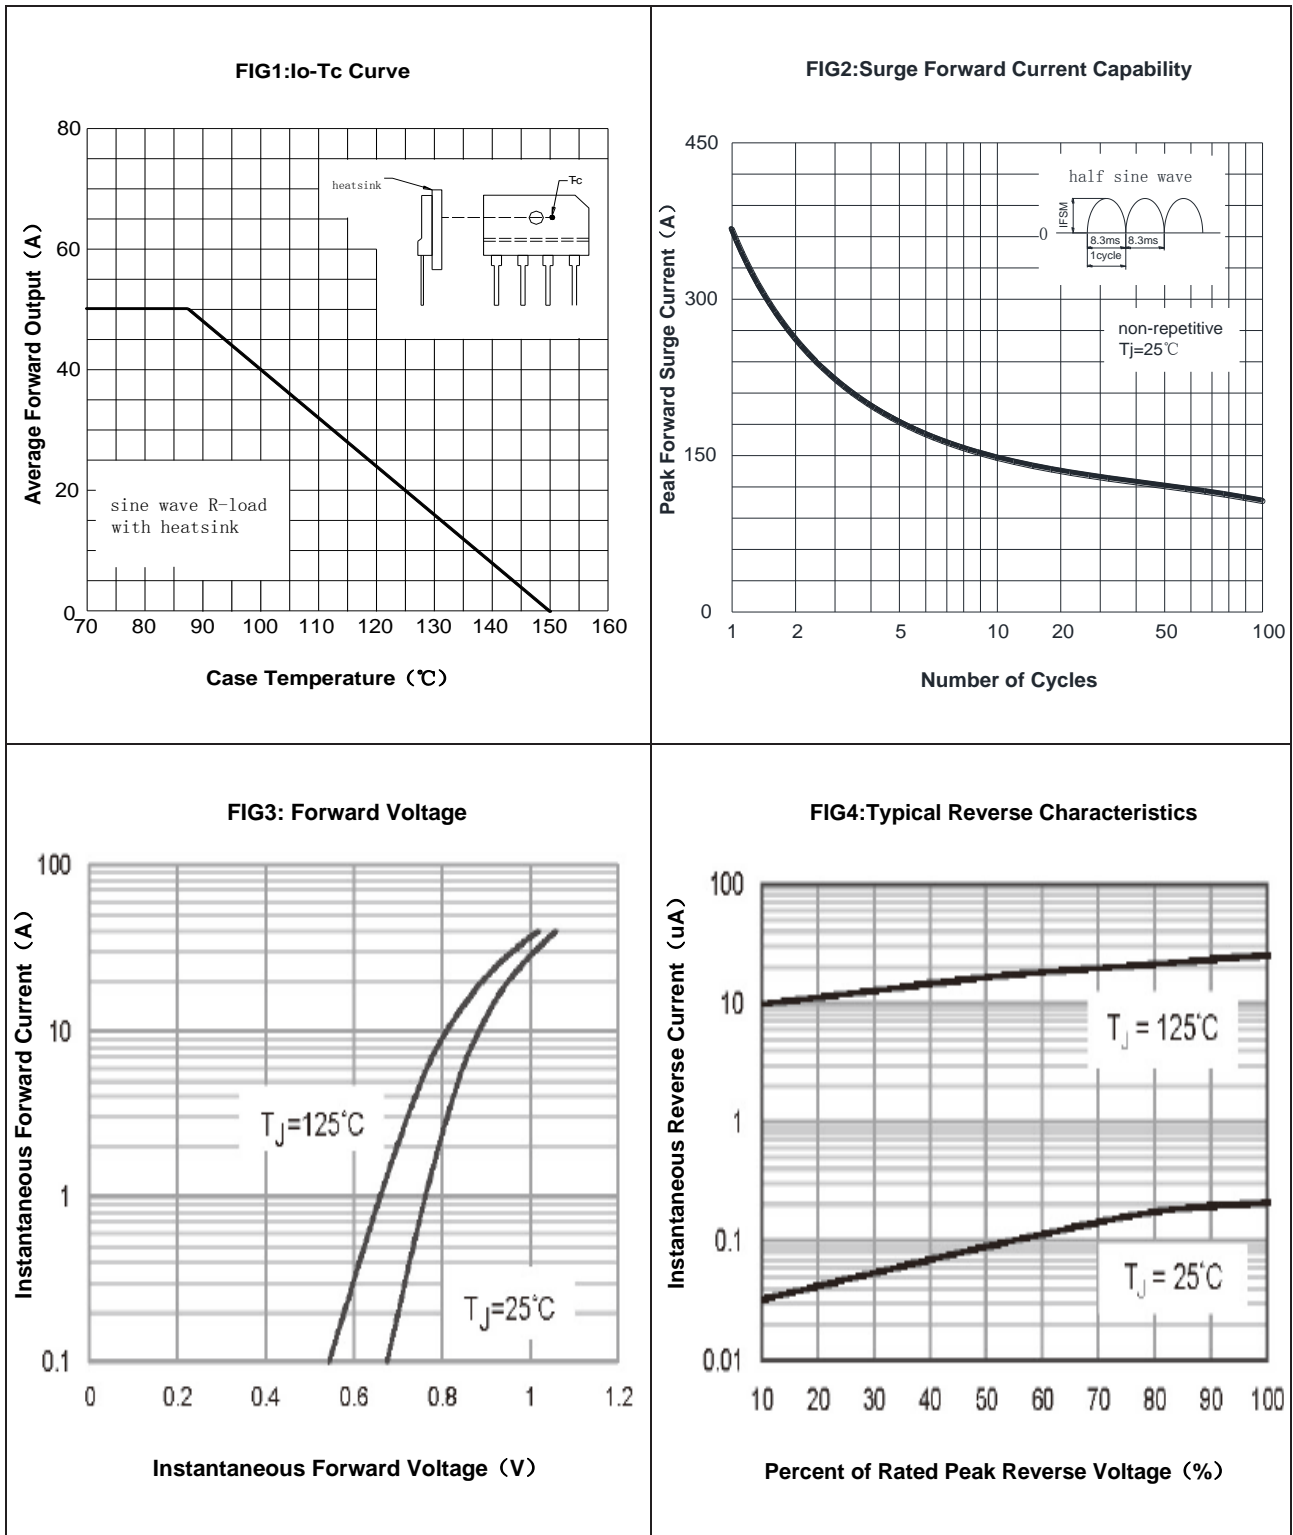 FIG1:Io-Tc Curve
Average Forward Output（A）
80
60
40
20
0
70 80 90 100 110 120 130 140 150 160
heatsink
Tc
sine wave R-load
with heatsink
Case Temperature（℃）
FIG2:Surge Forward Current Capability
Peak Forward Surge Current（A）
450
300
150
0
1 2 5 10 20 50 100
half sine wave
IFSM
0
8.3ms 8.3ms
1cycle
non-repetitive
Tj=25℃
Number of Cycles
FIG3: Forward Voltage
Instantaneous Forward Current（A）
100
10
1
0.1
0 0.2 0.4 0.6 0.8 1 1.2
TJ=125°C
TJ=25°C
Instantaneous Forward Voltage（V）
FIG4:Typical Reverse Characteristics
Instantaneous Reverse Current（uA）
100
10
1
0.1
0.01
10 20 30 40 50 60 70 80 90 100
TJ = 125°C
TJ = 25°C
Percent of Rated Peak Reverse Voltage（%）